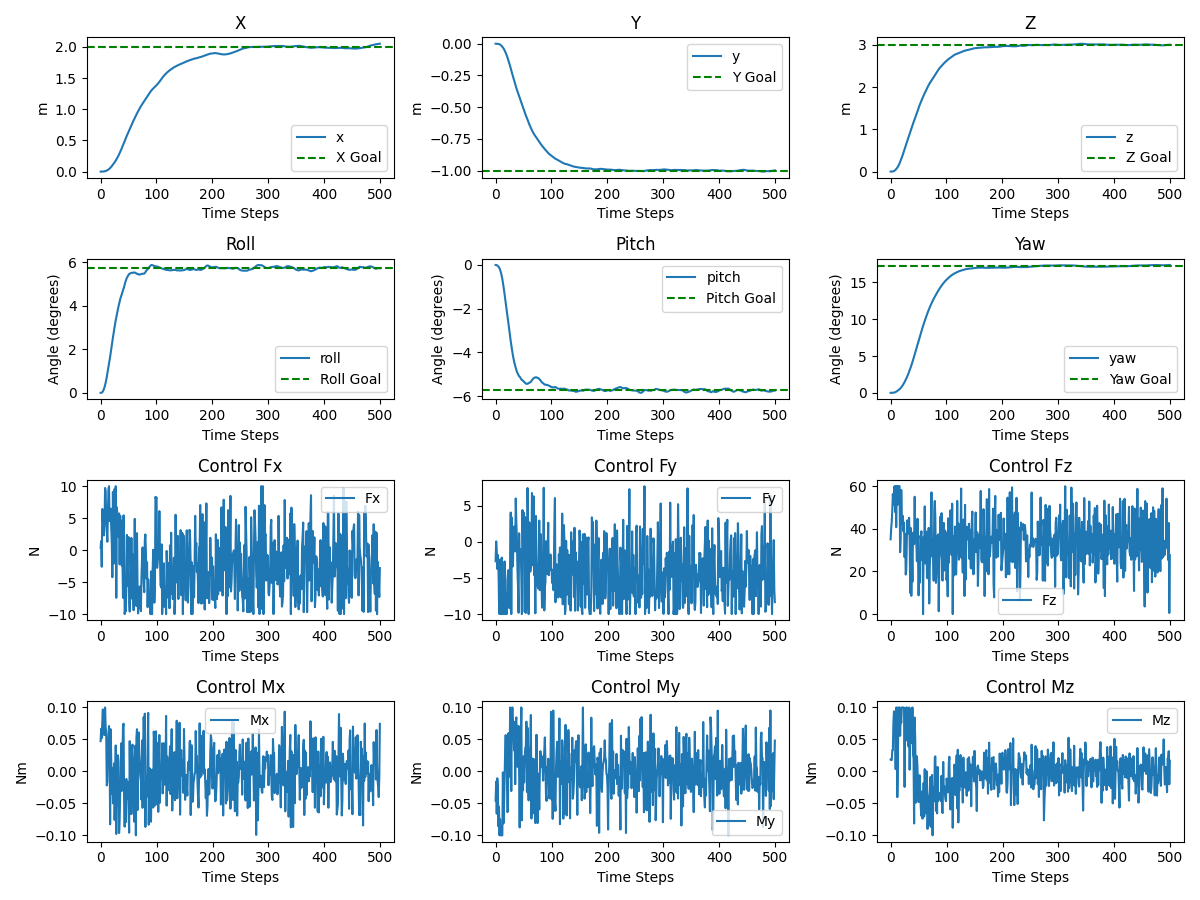 X
2.0
1.5
1.0
0.5
0.0
m
x
X Goal
0 100 200 300 400 500
Time Steps
Y
0.00
−0.25
−0.50
−0.75
−1.00
m
y
Y Goal
0 100 200 300 400 500
Time Steps
Z
3
2
1
0
m
z
Z Goal
0 100 200 300 400 500
Time Steps
Roll
6
4
2
0
Angle (degrees)
roll
Roll Goal
0 100 200 300 400 500
Time Steps
Pitch
0
−2
−4
−6
Angle (degrees)
pitch
Pitch Goal
0 100 200 300 400 500
Time Steps
Yaw
15
10
5
0
Angle (degrees)
yaw
Yaw Goal
0 100 200 300 400 500
Time Steps
Control Fx
10
5
0
−5
−10
N
Fx
0 100 200 300 400 500
Time Steps
Control Fy
5
0
−5
−10
N
Fy
0 100 200 300 400 500
Time Steps
Control Fz
60
40
20
0
N
Fz
0 100 200 300 400 500
Time Steps
Control Mx
0.10
0.05
0.00
−0.05
−0.10
Nm
Mx
0 100 200 300 400 500
Time Steps
Control My
0.10
0.05
0.00
−0.05
−0.10
Nm
My
0 100 200 300 400 500
Time Steps
Control Mz
0.10
0.05
0.00
−0.05
−0.10
Nm
Mz
0 100 200 300 400 500
Time Steps